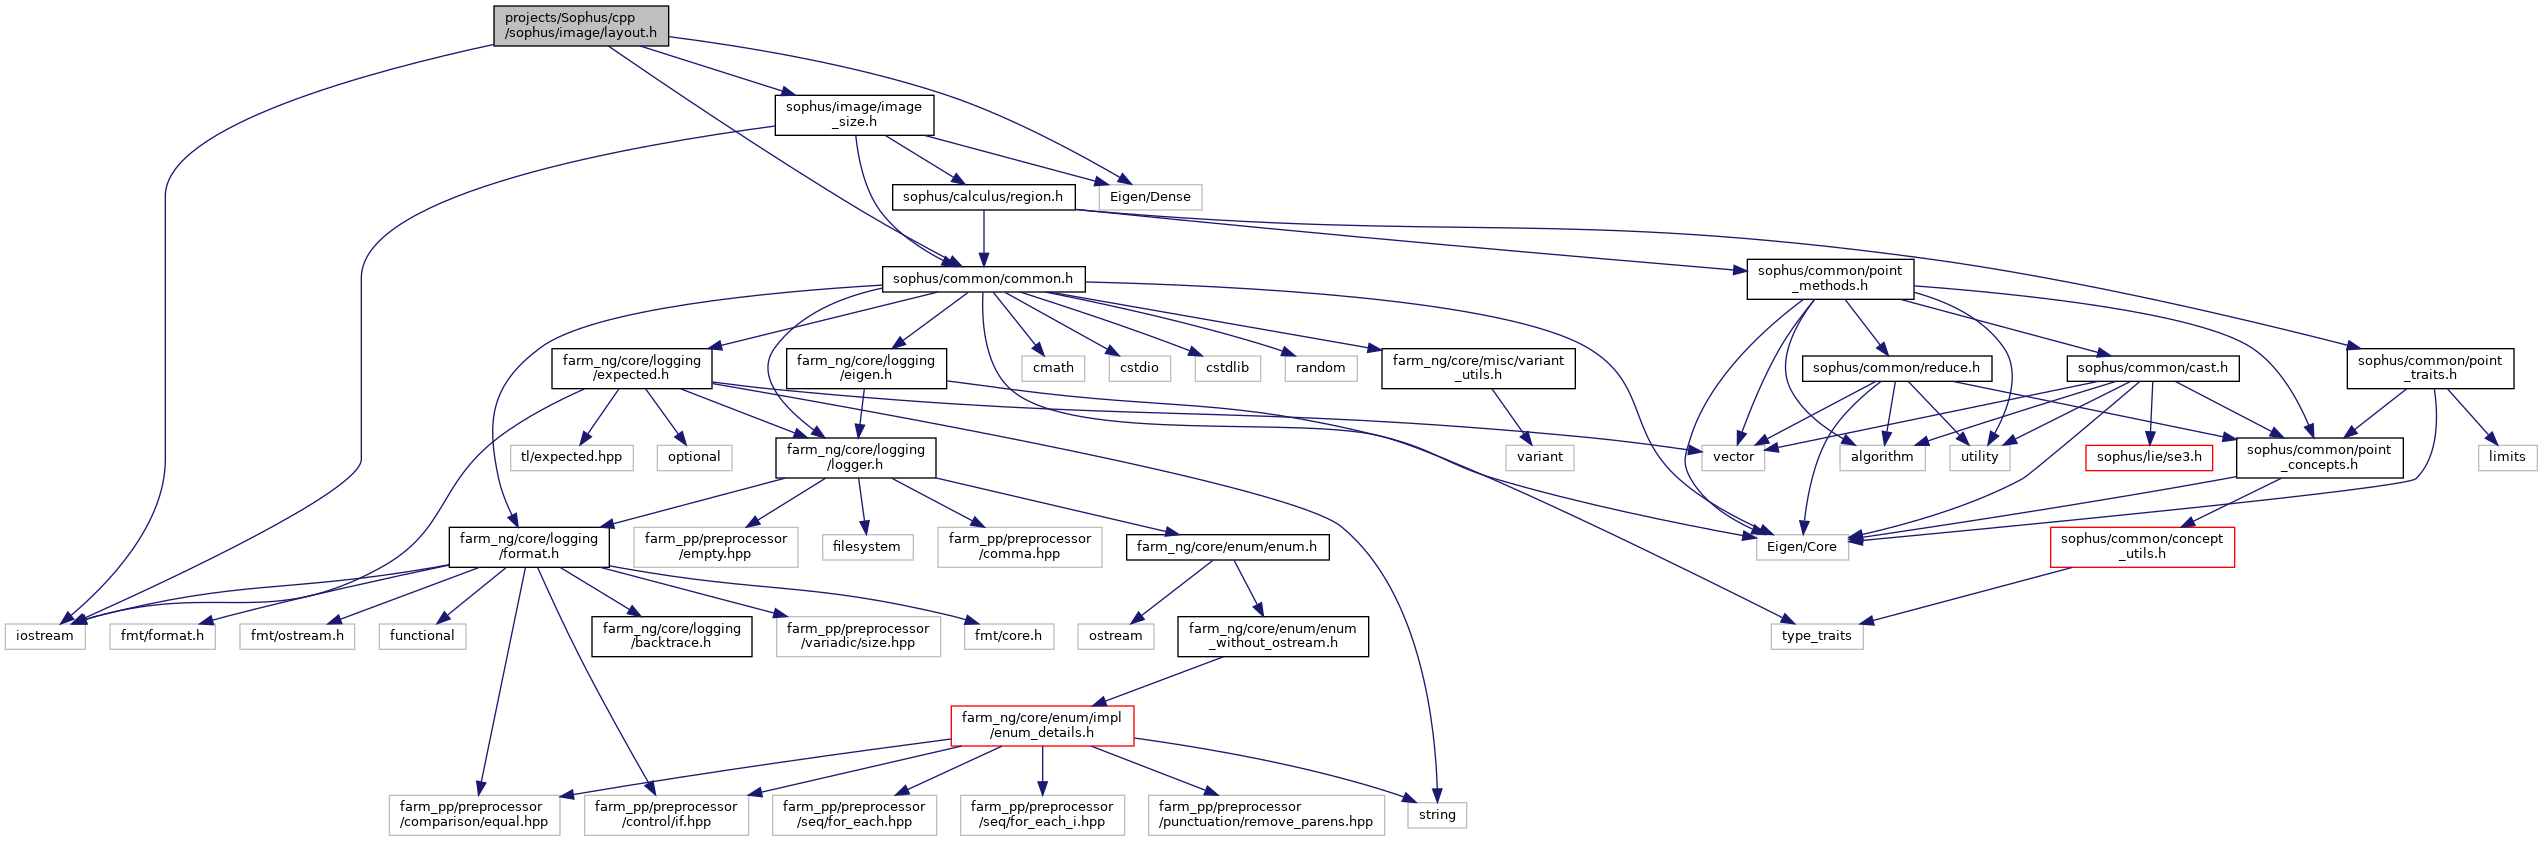 projects/Sophus/cpp
/sophus/image/layout.h
sophus/image/image
_size.h
Eigen/Dense
sophus/calculus/region.h
sophus/common/common.h
sophus/common/point
_methods.h
farm_ng/core/logging
/expected.h
farm_ng/core/logging
/eigen.h
cmath
cstdio
cstdlib
random
farm_ng/core/misc/variant
_utils.h
sophus/common/reduce.h
sophus/common/cast.h
sophus/common/point
_traits.h
tl/expected.hpp
optional
farm_ng/core/logging
/logger.h
variant
vector
algorithm
utility
sophus/lie/se3.h
sophus/common/point
_concepts.h
limits
farm_ng/core/logging
/format.h
farm_pp/preprocessor
/empty.hpp
filesystem
farm_pp/preprocessor
/comma.hpp
farm_ng/core/enum/enum.h
Eigen/Core
sophus/common/concept
_utils.h
iostream
fmt/format.h
fmt/ostream.h
functional
farm_ng/core/logging
/backtrace.h
farm_pp/preprocessor
/variadic/size.hpp
fmt/core.h
ostream
farm_ng/core/enum/enum
_without_ostream.h
type_traits
farm_ng/core/enum/impl
/enum_details.h
farm_pp/preprocessor
/comparison/equal.hpp
farm_pp/preprocessor
/control/if.hpp
farm_pp/preprocessor
/seq/for_each.hpp
farm_pp/preprocessor
/seq/for_each_i.hpp
farm_pp/preprocessor
/punctuation/remove_parens.hpp
string